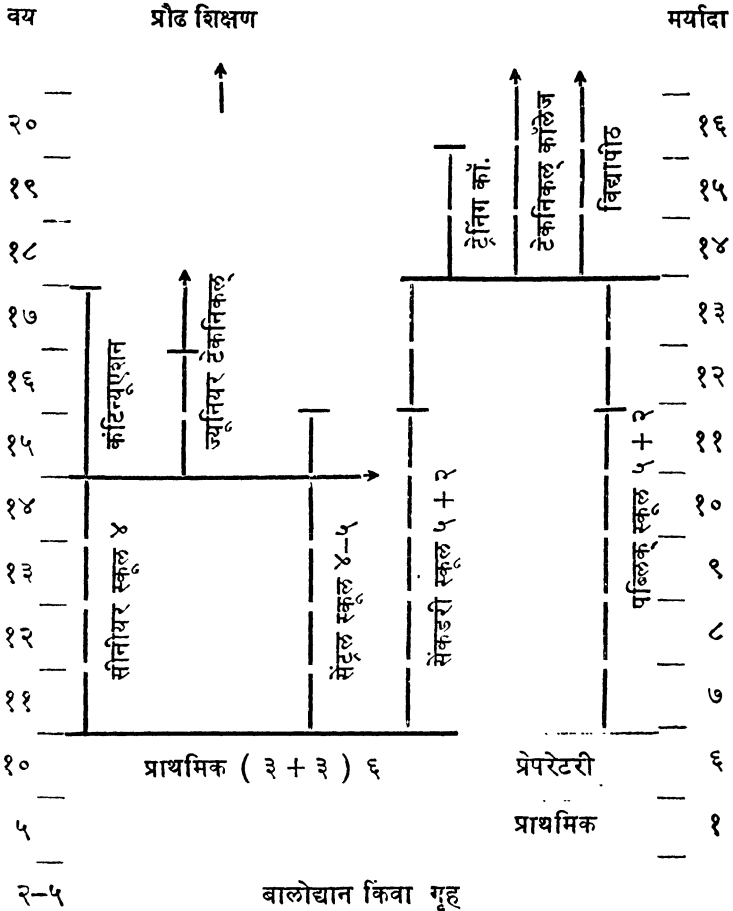 वय प्रौढ शिक्षण मर्यादा
२० १६
१९ १५
१८ १४
१७ १३
१६ १२
१५ ११
१४ १०
१३ ९
१२ ८
११ ७
ट्रेनिंग कॉ.
टेकनिकल् कॉलेज
विद्यापीठ
कंटिन्यूएशन
ज्यूनियर टेकनिकल्
सीनीयर स्कूल ४
सेंट्रल स्कूल ४–५
सेकंडरी स्कूल ५ + २
पब्लिक् स्कूल ५ + २
१० प्राथमिक ( ३ + ३ ) ६ प्रेपरेटरी ६
५ प्राथमिक १
२–५ बालोद्यान किंवा गृह